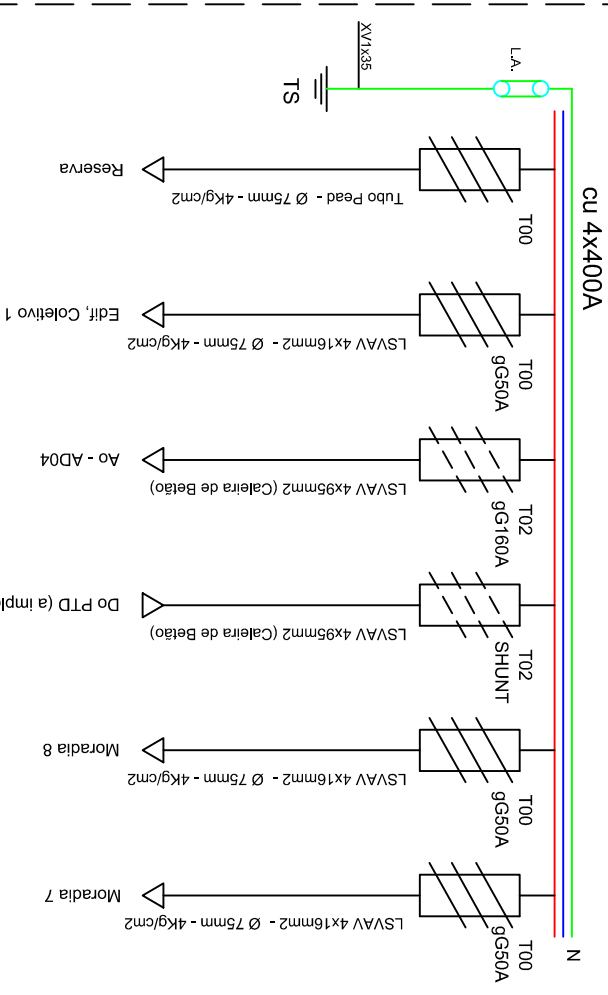 XV1x35
L.A.
TS
cu 4x400A
N
T00
Tubo Pead - Ø 75mm - 4Kg/cm2
Reserva
T00
gG50A
LSVAV 4x16mm2 - Ø 75mm - 4Kg/cm2
Edif, Coletivo 1
T02
gG160A
LSVAV 4x95mm2 (Caleira de Betão)
Ao - AD04
T02
SHUNT
LSVAV 4x95mm2 (Caleira de Betão)
Do PTD (a imple
T00
gG50A
LSVAV 4x16mm2 - Ø 75mm - 4Kg/cm2
Moradia 8
T00
gG50A
LSVAV 4x16mm2 - Ø 75mm - 4Kg/cm2
Moradia 7